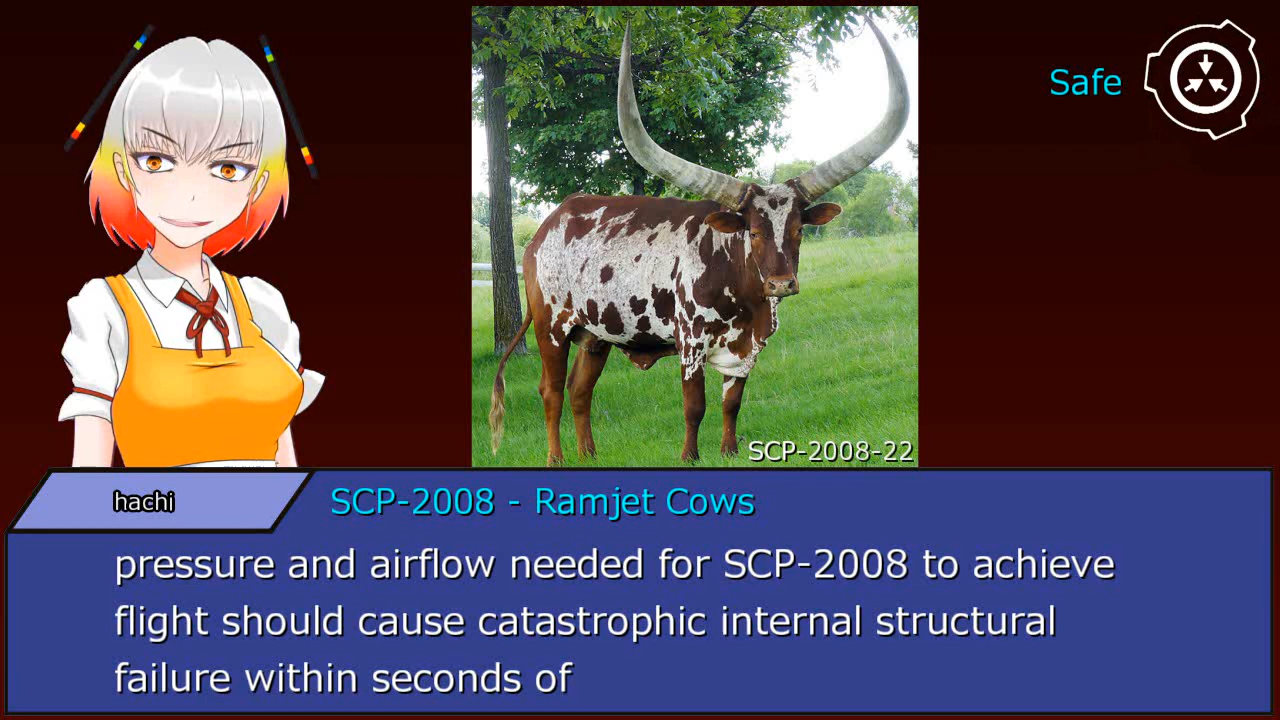 Safe
SCP-2008-22
hachi
SCP-2008 - Ramjet Cows
pressure and airflow needed for SCP-2008 to achieve
flight should cause catastrophic internal structural
failure within seconds of